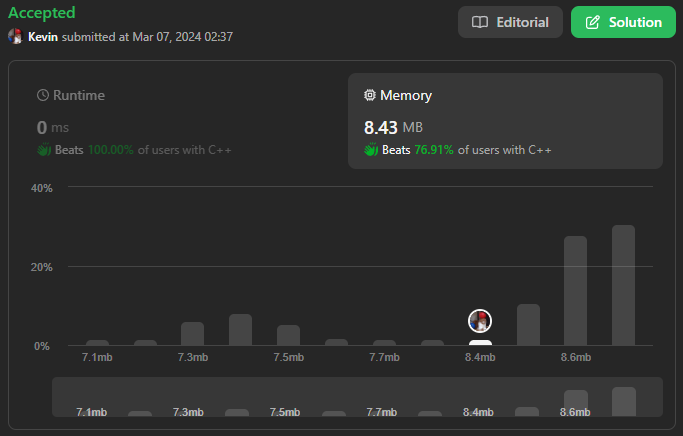 Accepted
Editorial
Solution
Kevin submitted at Mar 07, 2024 02:37
Runtime
0 ms
Beats 100.00% of users with C++
Memory
8.43 MB
Beats 76.91% of users with C++
40%
20%
0%
7.1mb 7.3mb 7.5mb 7.7mb 8.4mb 8.6mb
7.1mb 7.3mb 7.5mb 7.7mb 8.4mb 8.6mb